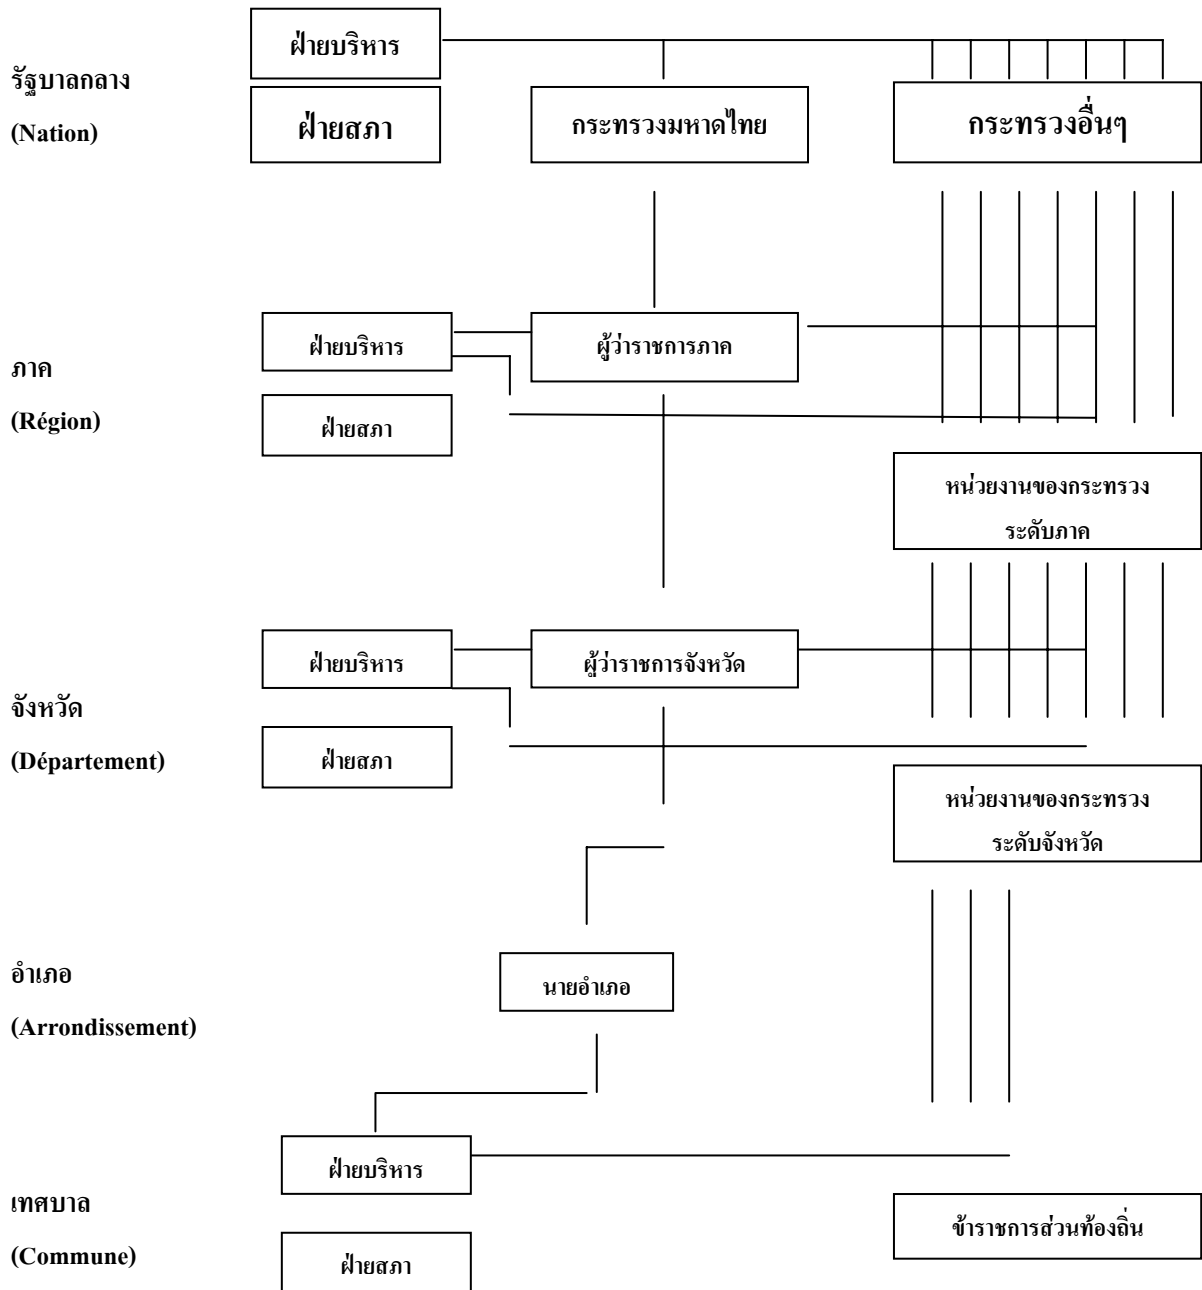 ฝ่ายบริหาร
รัฐบาลกลาง
(Nation)
ฝ่ายสภา
กระทรวงมหาดไทย
กระทรวงอื่นๆ
ภาค
(Région)
ฝ่ายบริหาร
ผู้ว่าราชการภาค
ฝ่ายสภา
หน่วยงานของกระทรวง
ระดับภาค
จังหวัด
(Département)
ฝ่ายบริหาร
ผู้ว่าราชการจังหวัด
ฝ่ายสภา
หน่วยงานของกระทรวง
ระดับจังหวัด
อำเภอ
(Arrondissement)
นายอำเภอ
เทศบาล
(Commune)
ฝ่ายบริหาร
ข้าราชการส่วนท้องถิ่น
ฝ่ายสภา